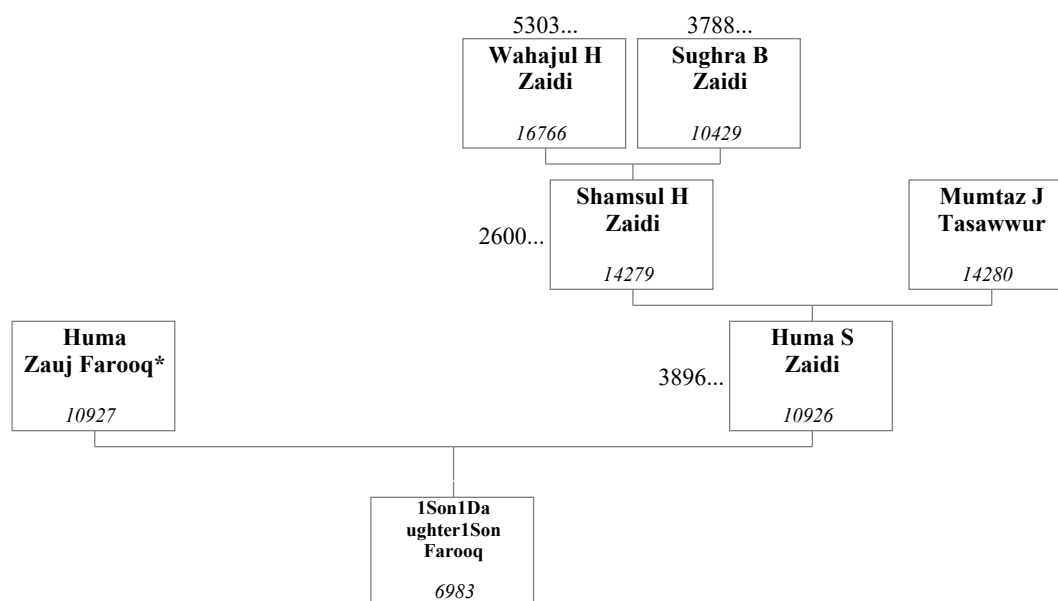 5303...
3788...
Wahajul H
Zaidi
16766
Sughra B
Zaidi
10429
Shamsul H
Zaidi
2600...
14279
Mumtaz J
Tasawwur
14280
Huma
Zauj Farooq*
10927
Huma S
Zaidi
3896...
10926
1Son1Da
ughter1Son
Farooq
6983